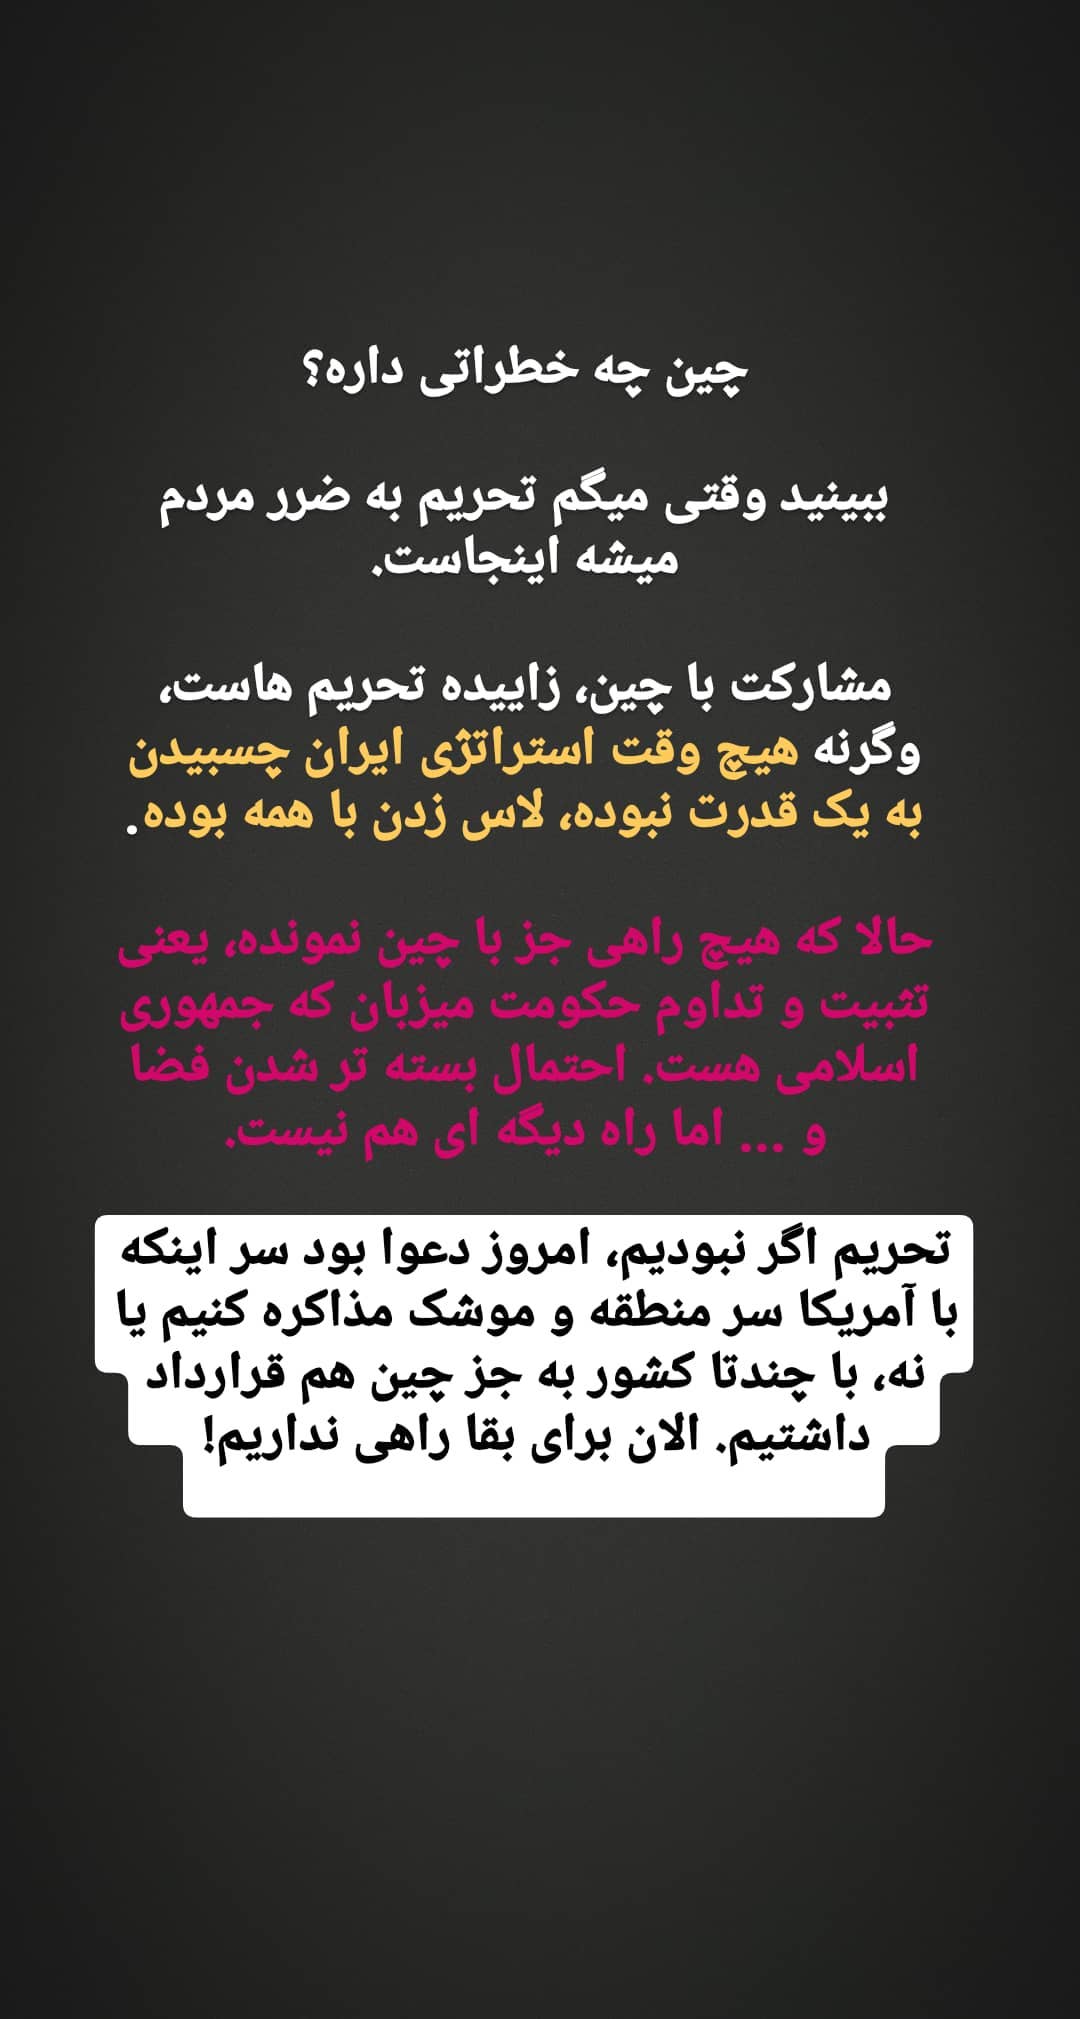 چین چه خطراتی داره؟
ببینید وقتی میگم تحریم به ضرر مردم
میشه اینجاست.
مشارکت با چین، زاییده تحریم هاست،
وگرنه هیچ وقت استراتژی ایران چسبیدن
به یک قدرت نبوده، لاس زدن با همه بوده.
حالا که هیچ راهی جز با چین نمونده، یعنی
تثبیت و تداوم حکومت میزبان که جمهوری
اسلامی هست. احتمال بسته تر شدن فضا
و ... اما راه دیگه ای هم نیست.
تحریم اگر نبودیم، امروز دعوا بود سر اینکه
با آمریکا سر منطقه و موشک مذاکره کنیم یا
نه، با چندتا کشور به جز چین هم قرارداد
داشتیم. الان برای بقا راهی نداریم!